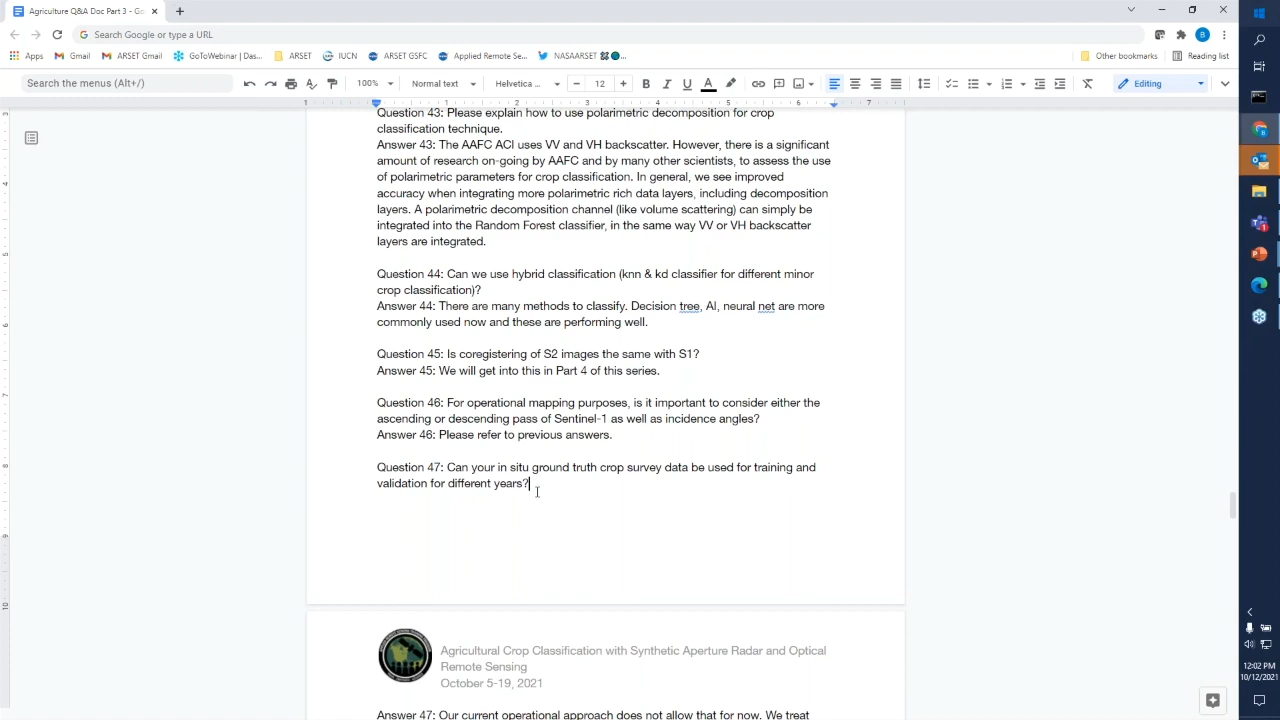 Agriculture Q&A Doc Part 3 - Go
Search Google or type a URL
Apps
Gmail
ARSET Gmail
GoToWebinar | Das...
ARSET
IUCN
ARSET GSFC
Applied Remote Se...
NASAARSET
Other bookmarks
Reading list
Search the menus (Alt+/)
100%
Normal text
Helvetica ...
12
Editing
1 1 2 3 4 5 6 7
Question 43: Please explain how to use polarimetric decomposition for crop
classification technique.
Answer 43: The AAFC ACI uses VV and VH backscatter. However, there is a significant
amount of research on-going by AAFC and by many other scientists, to assess the use
of polarimetric parameters for crop classification. In general, we see improved
accuracy when integrating more polarimetric rich data layers, including decomposition
layers. A polarimetric decomposition channel (like volume scattering) can simply be
integrated into the Random Forest classifier, in the same way VV or VH backscatter
layers are integrated.
Question 44: Can we use hybrid classification (knn & kd classifier for different minor
crop classification)?
Answer 44: There are many methods to classify. Decision tree, AI, neural net are more
commonly used now and these are performing well.
Question 45: Is coregistering of S2 images the same with S1?
Answer 45: We will get into this in Part 4 of this series.
Question 46: For operational mapping purposes, is it important to consider either the
ascending or descending pass of Sentinel-1 as well as incidence angles?
Answer 46: Please refer to previous answers.
Question 47: Can your in situ ground truth crop survey data be used for training and
validation for different years?
Agricultural Crop Classification with Synthetic Aperture Radar and Optical
Remote Sensing
October 5-19, 2021
Answer 47: Our current operational approach does not allow that for now. We treat
12:02 PM
10/12/2021